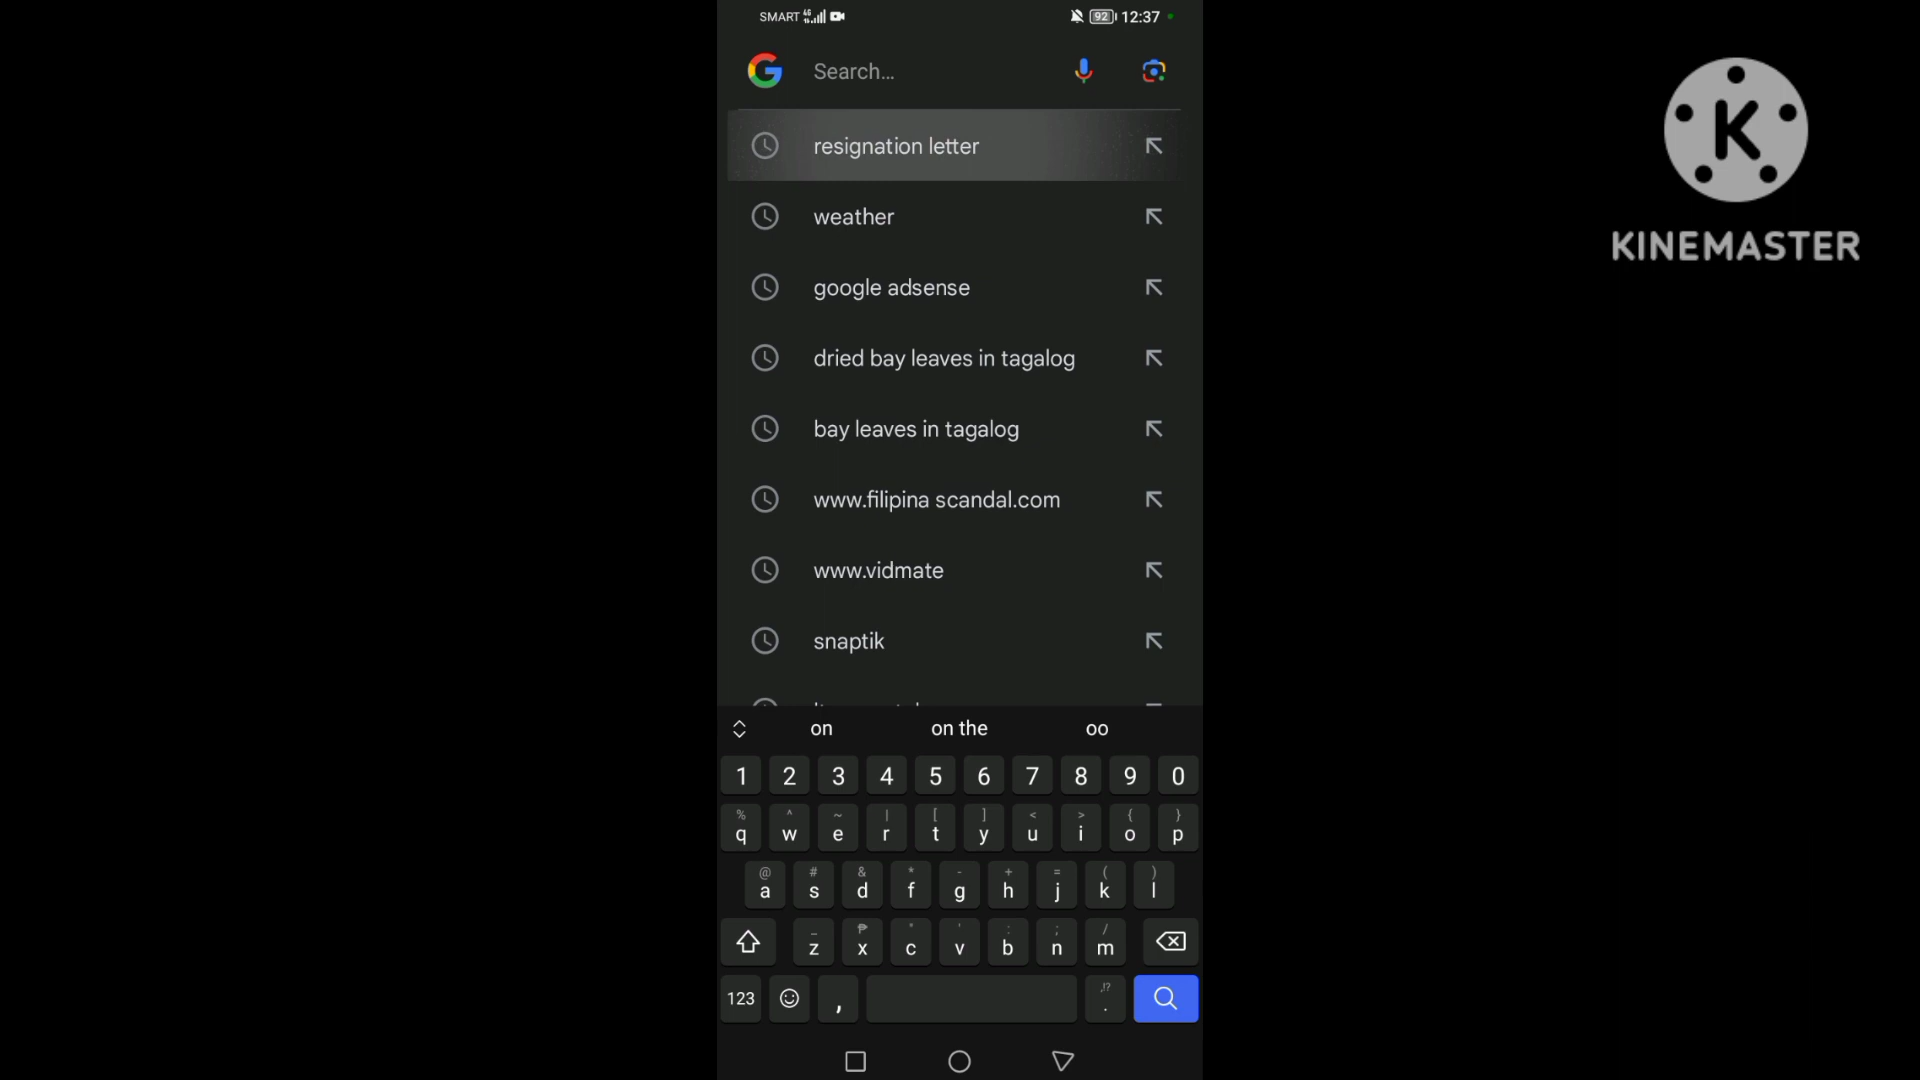 SMART 4G 92 12:37
Search...
resignation letter
weather
google adsense
dried bay leaves in tagalog
bay leaves in tagalog
www.filipina scandal.com
www.vidmate
snaptik
on on the oo
1 2 3 4 5 6 7 8 9 0
% ^ ~ | [ ] < > { }
q w e r t y u i o p
@ # & * - + = ( )
a s d f g h j k l
_ ₱ " ' : ; /
z x c v b n m
123 , ,!? .
K
KINEMASTER